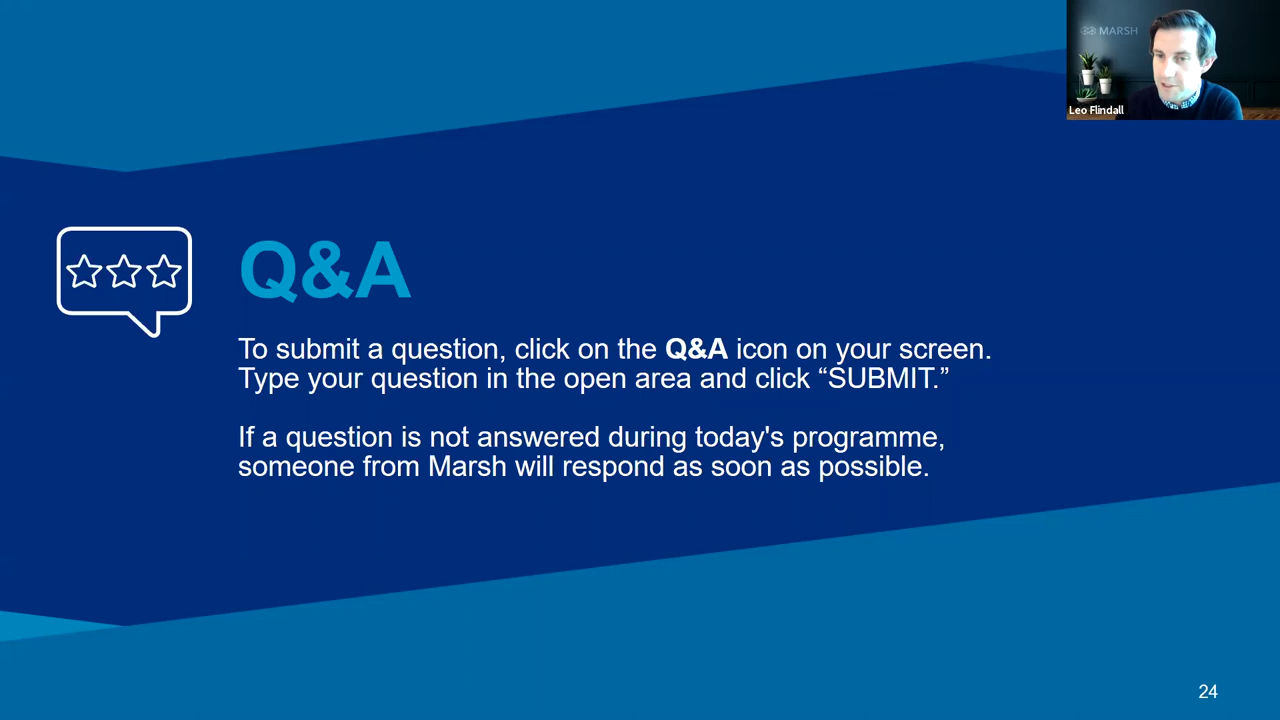 MARSH
Leo Flindall
Q&A
To submit a question, click on the Q&A icon on your screen.
Type your question in the open area and click “SUBMIT.”
If a question is not answered during today's programme,
someone from Marsh will respond as soon as possible.
24